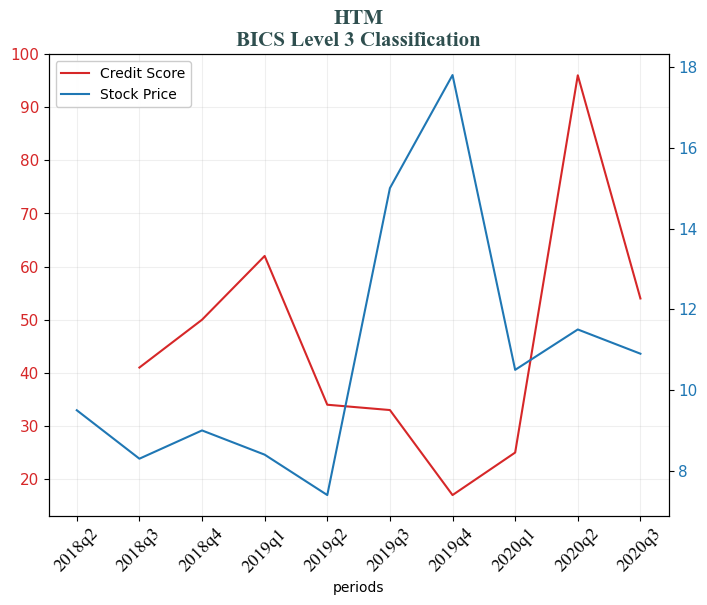 HTM
BICS Level 3 Classification
Credit Score
Stock Price
100
90
80
70
60
50
40
30
20
18
16
14
12
10
8
2018q2
2018q3
2018q4
2019q1
2019q2
2019q3
2019q4
2020q1
2020q2
2020q3
periods